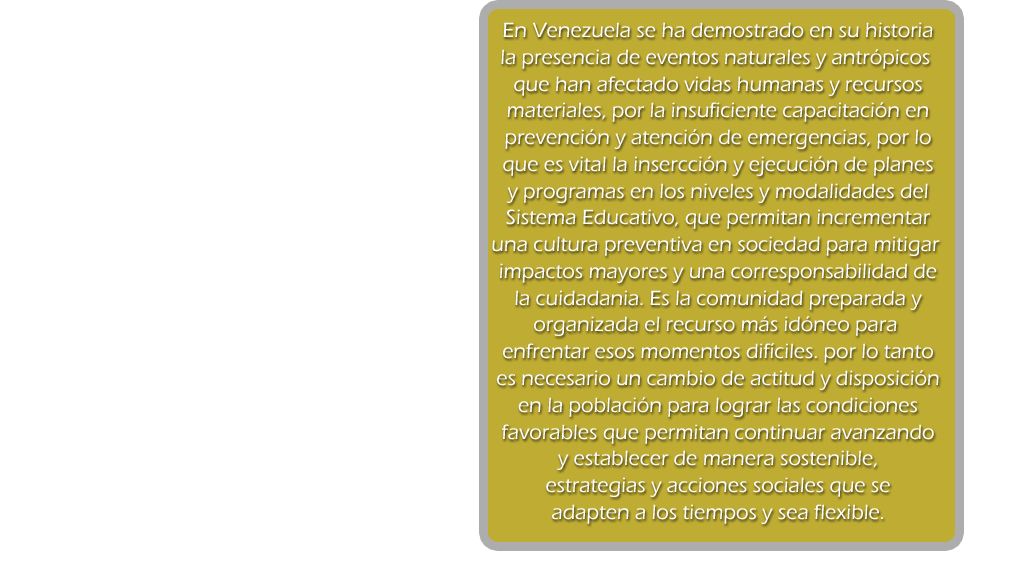 En Venezuela se ha demostrado en su historia
la presencia de eventos naturales y antrópicos
que han afectado vidas humanas y recursos
materiales, por la insuficiente capacitación en
prevención y atención de emergencias, por lo
que es vital la insercción y ejecución de planes
y programas en los niveles y modalidades del
Sistema Educativo, que permitan incrementar
una cultura preventiva en sociedad para mitigar
impactos mayores y una corresponsabilidad de
la cuidadania. Es la comunidad preparada y
organizada el recurso más idóneo para
enfrentar esos momentos difíciles. por lo tanto
es necesario un cambio de actitud y disposición
en la población para lograr las condiciones
favorables que permitan continuar avanzando
y establecer de manera sostenible,
estrategias y acciones sociales que se
adapten a los tiempos y sea flexible.